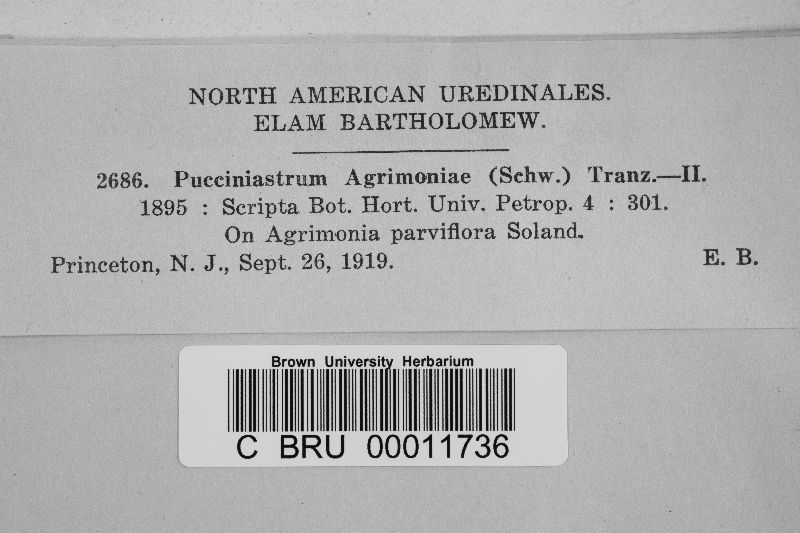 NORTH AMERICAN UREDINALES.
ELAM BARTHOLOMEW.
2686. Pucciniastrum Agrimoniae (Schw.) Tranz.—II.
1895 : Scripta Bot. Hort. Univ. Petrop. 4 : 301.
On Agrimonia parviflora Soland.
Princeton, N. J., Sept. 26, 1919. E. B.
Brown University Herbarium
C BRU 00011736